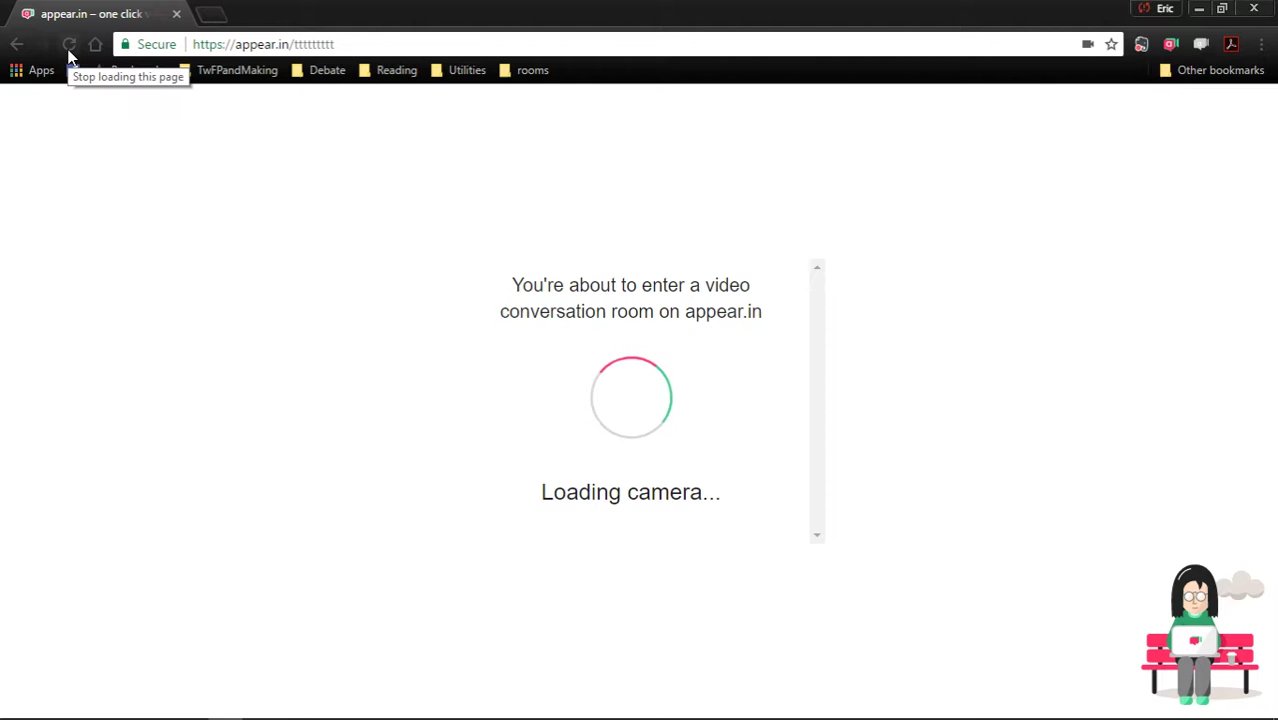 appear.in – one click v
Eric
Secure
https://appear.in/ttttttttt
Apps
TwFPandMaking
Debate
Reading
Utilities
rooms
Other bookmarks
Stop loading this page
You're about to enter a video
conversation room on appear.in
Loading camera...